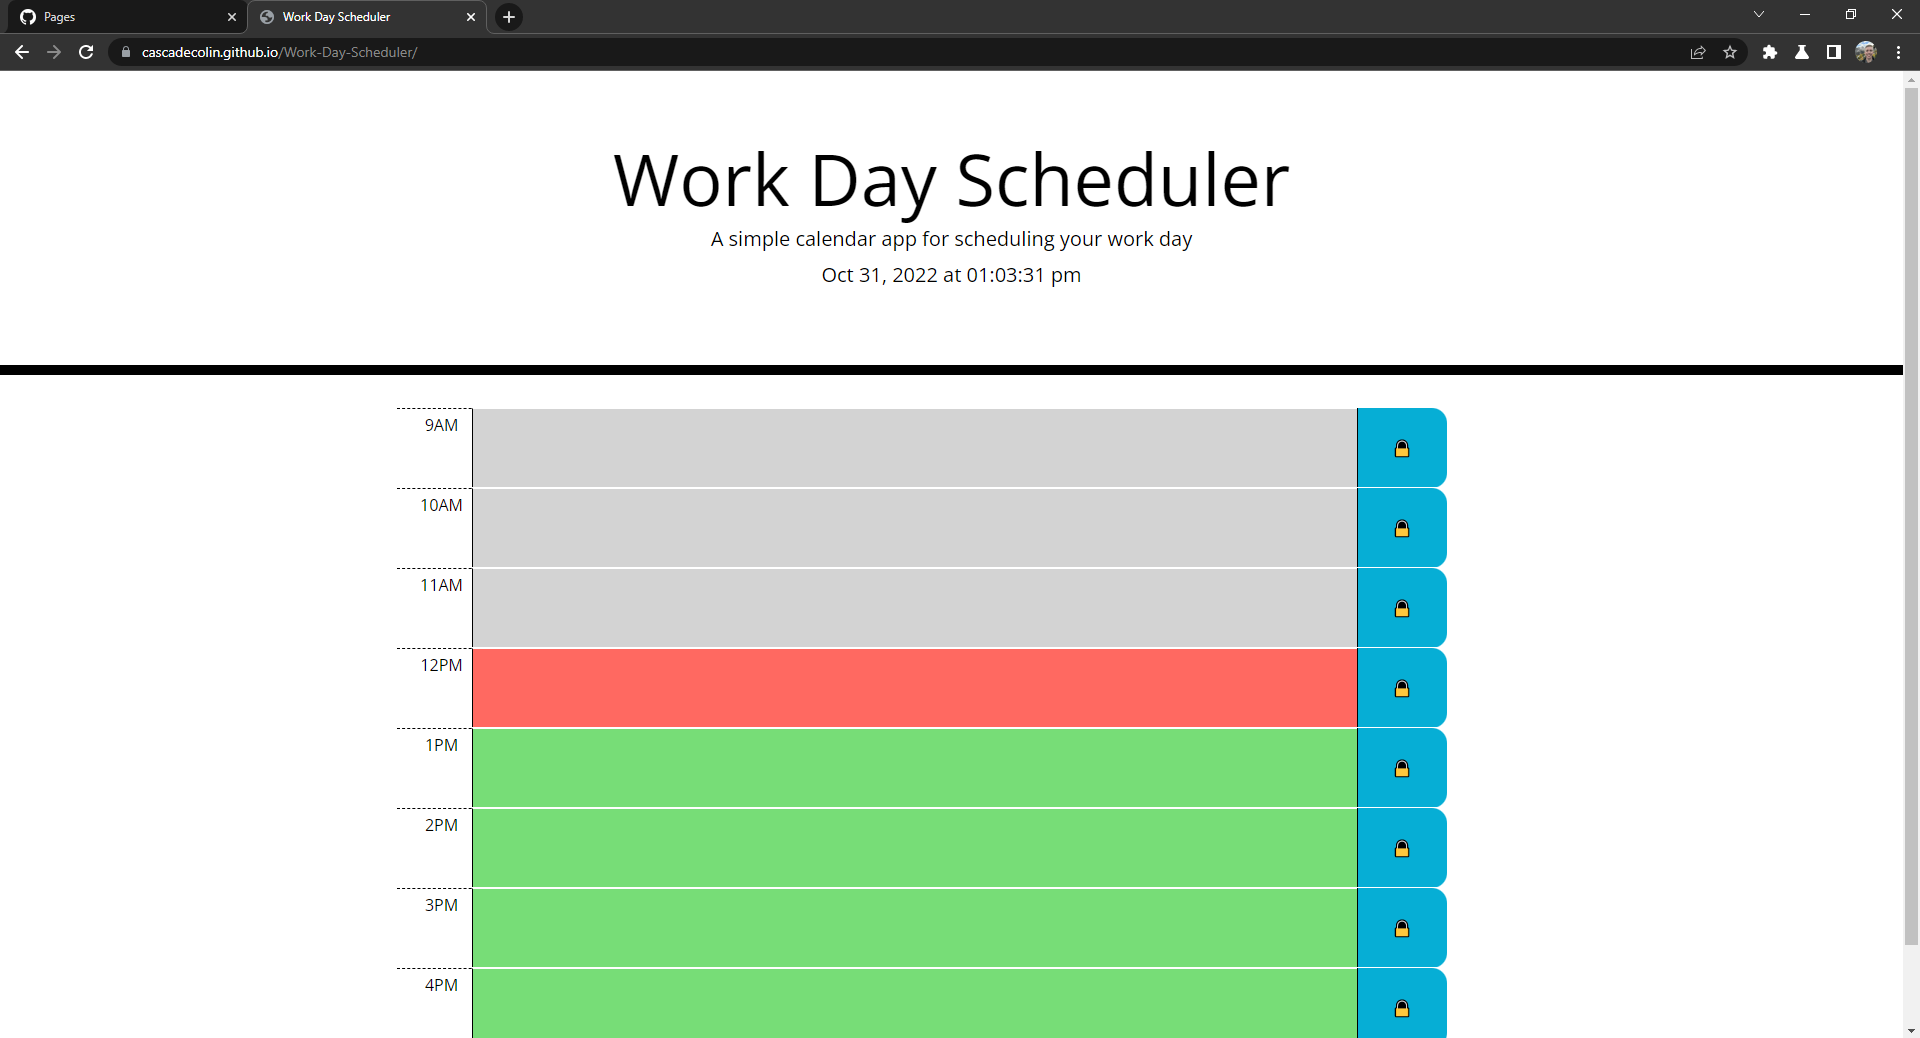 Pages
Work Day Scheduler
cascadecolin.github.io/Work-Day-Scheduler/
Work Day Scheduler
A simple calendar app for scheduling your work day
Oct 31, 2022 at 01:03:31 pm
9AM
10AM
11AM
12PM
1PM
2PM
3PM
4PM